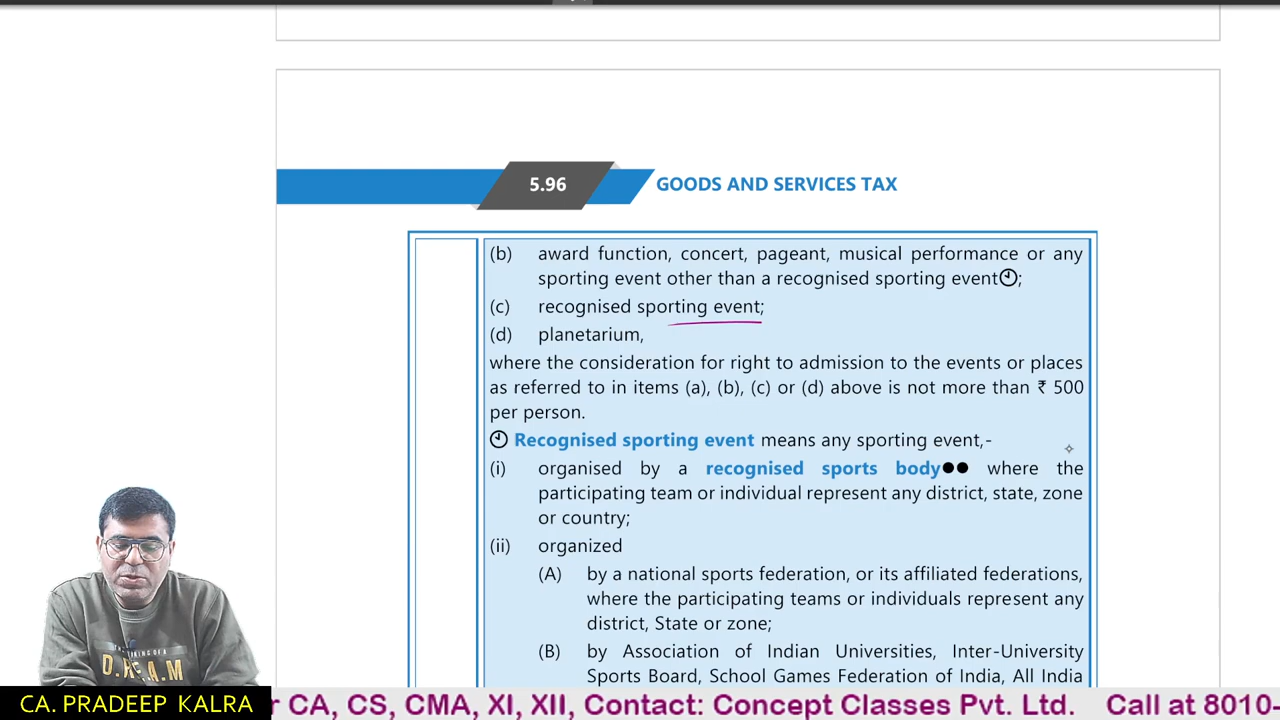 5.96
GOODS AND SERVICES TAX
(b) award function, concert, pageant, musical performance or any
sporting event other than a recognised sporting event;
(c) recognised sporting event;
(d) planetarium,
where the consideration for right to admission to the events or places
as referred to in items (a), (b), (c) or (d) above is not more than ₹ 500
per person.
Recognised sporting event means any sporting event,-
(i) organised by a recognised sports body●● where the
participating team or individual represent any district, state, zone
or country;
(ii) organized
(A) by a national sports federation, or its affiliated federations,
where the participating teams or individuals represent any
district, State or zone;
(B) by Association of Indian Universities, Inter-University
Sports Board, School Games Federation of India, All India
CA. PRADEEP KALRA
r CA, CS, CMA, XI, XII, Contact: Concept Classes Pvt. Ltd. Call at 8010-